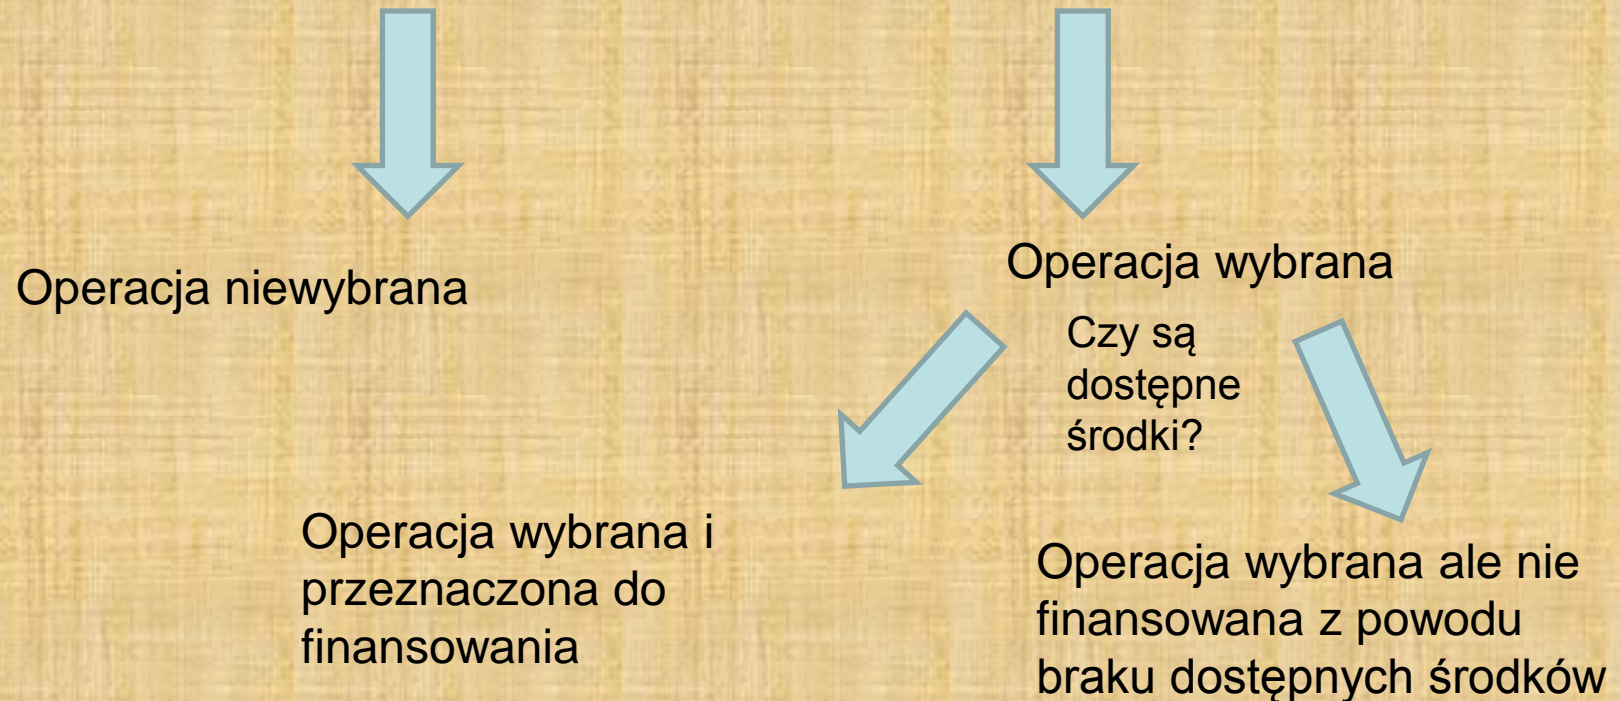 Operacja niewybrana
Operacja wybrana
Czy są
dostępne
środki?
Operacja wybrana i
przeznaczona do
finansowania
Operacja wybrana ale nie
finansowana z powodu
braku dostępnych środków